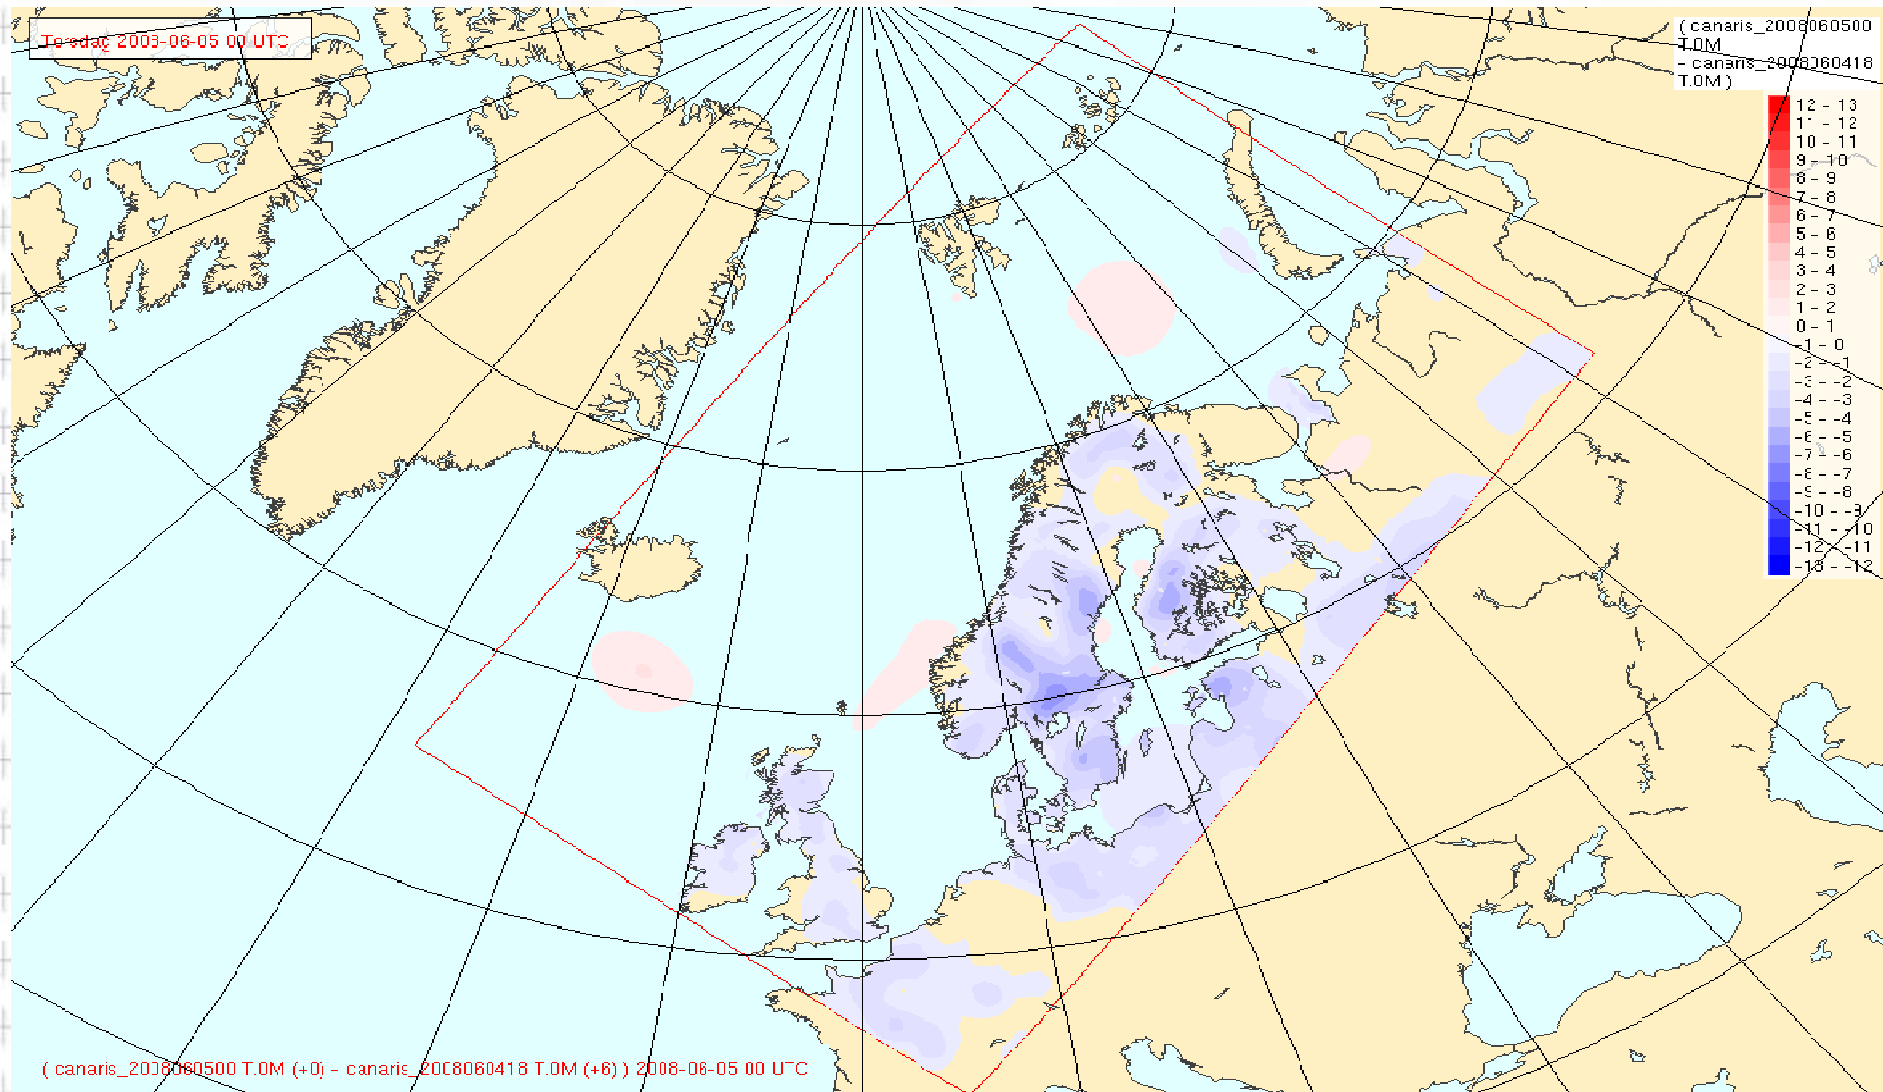 Torsdag 2008-06-05 00 UTC
( canaris_2008060500
T.0M
- canaris_2008060418
T.0M )
12 - 13
11 - 12
10 - 11
9 - 10
8 - 9
7 - 8
6 - 7
5 - 6
4 - 5
3 - 4
2 - 3
1 - 2
0 - 1
-1 - 0
-2 - -1
-3 - -2
-4 - -3
-5 - -4
-6 - -5
-7 - -6
-8 - -7
-9 - -8
-10 - -9
-11 - -10
-12 - -11
-13 - -12
( canaris_2008060500 T.0M (+0) - canaris_2008060418 T.0M (+6) ) 2008-06-05 00 UTC